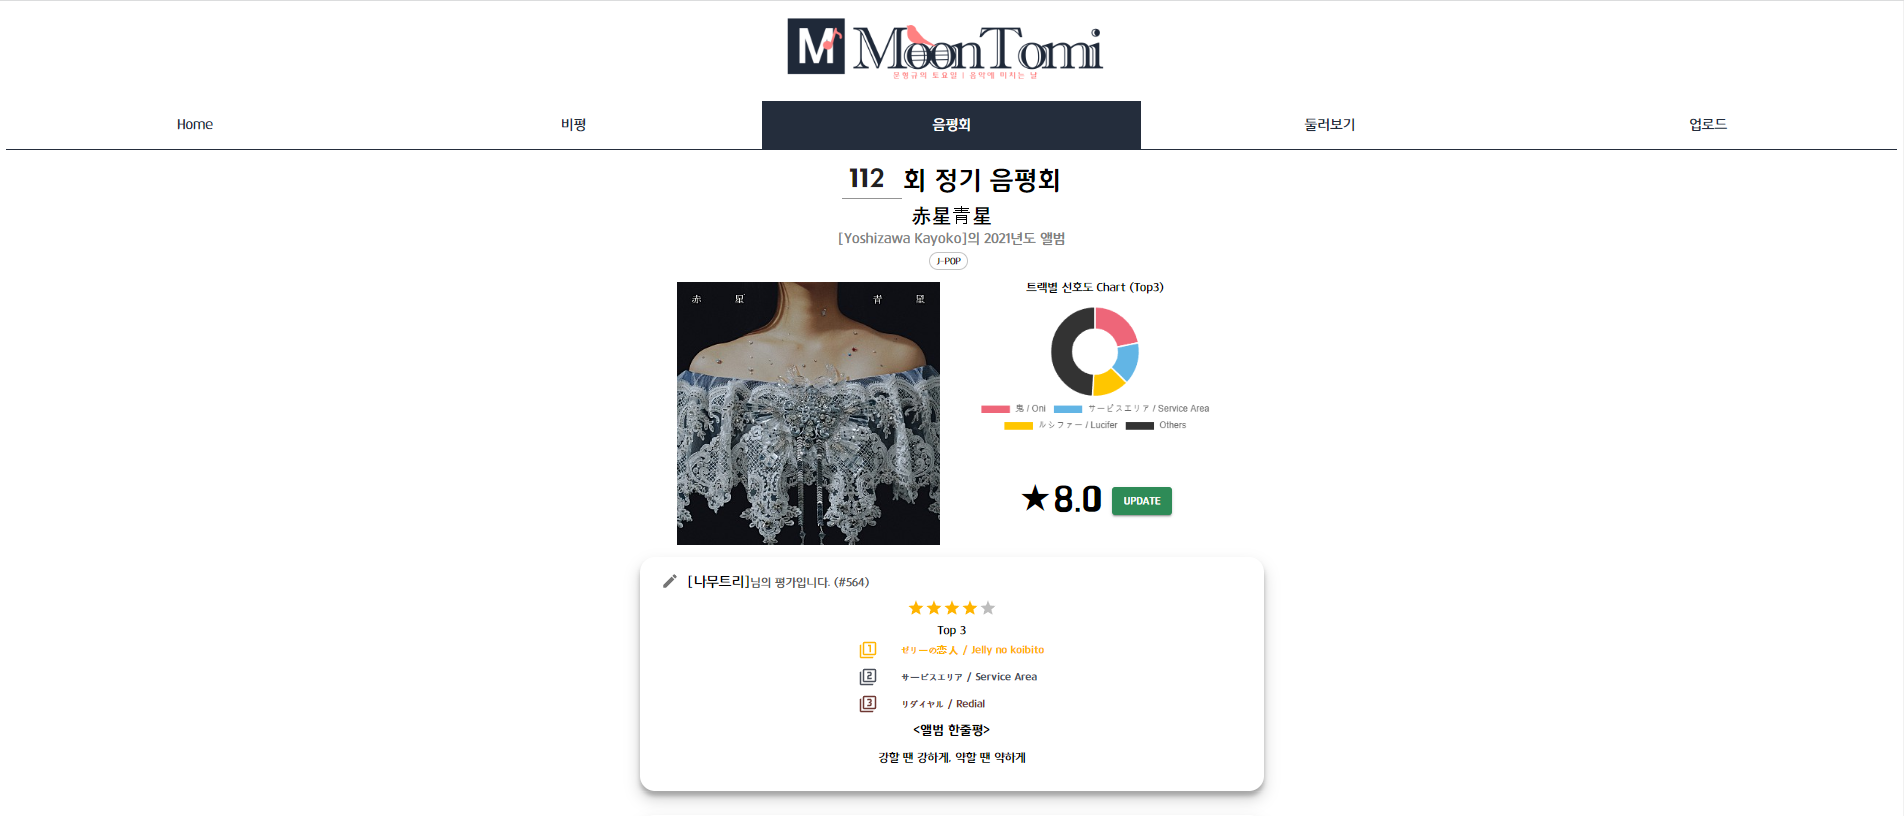 M MoonTomi
문형규의 토요일 | 음악에 미치는 날
Home 비평 음평회 둘러보기 업로드
112 회 정기 음평회
赤星青星
[Yoshizawa Kayoko]의 2021년도 앨범
J-POP
赤 星 青 星
트랙별 선호도 Chart (Top3)
鬼 / Oni サービスエリア / Service Area
ルシファー / Lucifer Others
★8.0 UPDATE
[나무트리]님의 평가입니다. (#564)
Top 3
1 ゼリーの恋人 / Jelly no koibito
2 サービスエリア / Service Area
3 リダイヤル / Redial
<앨범 한줄평>
강할 땐 강하게, 약할 땐 약하게